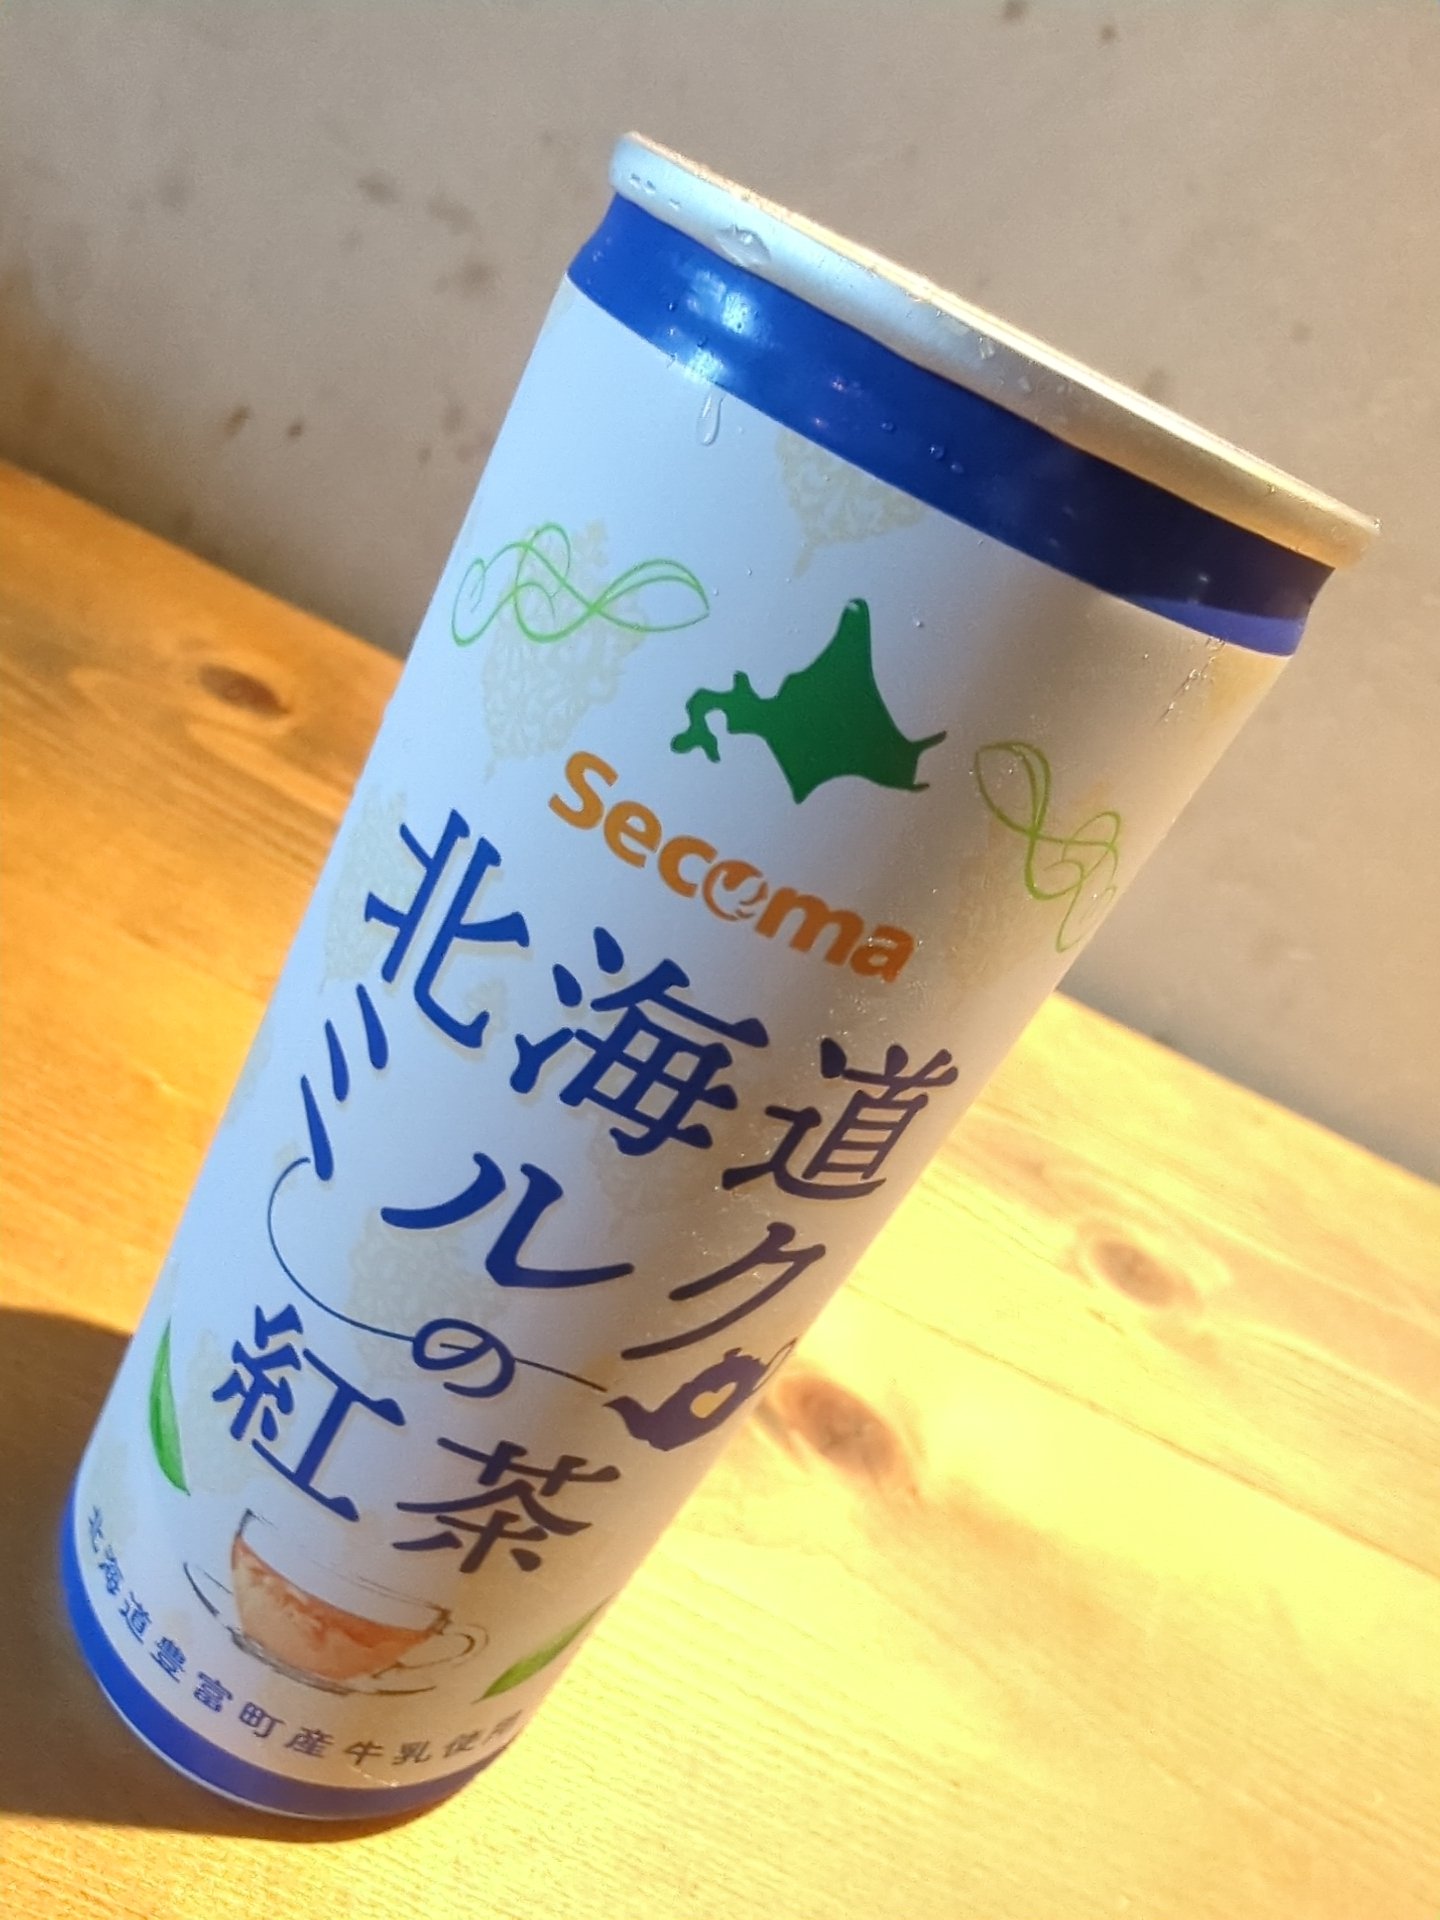 secoma
北海道
ミルク
の
紅茶
北海道豊富町産牛乳使用